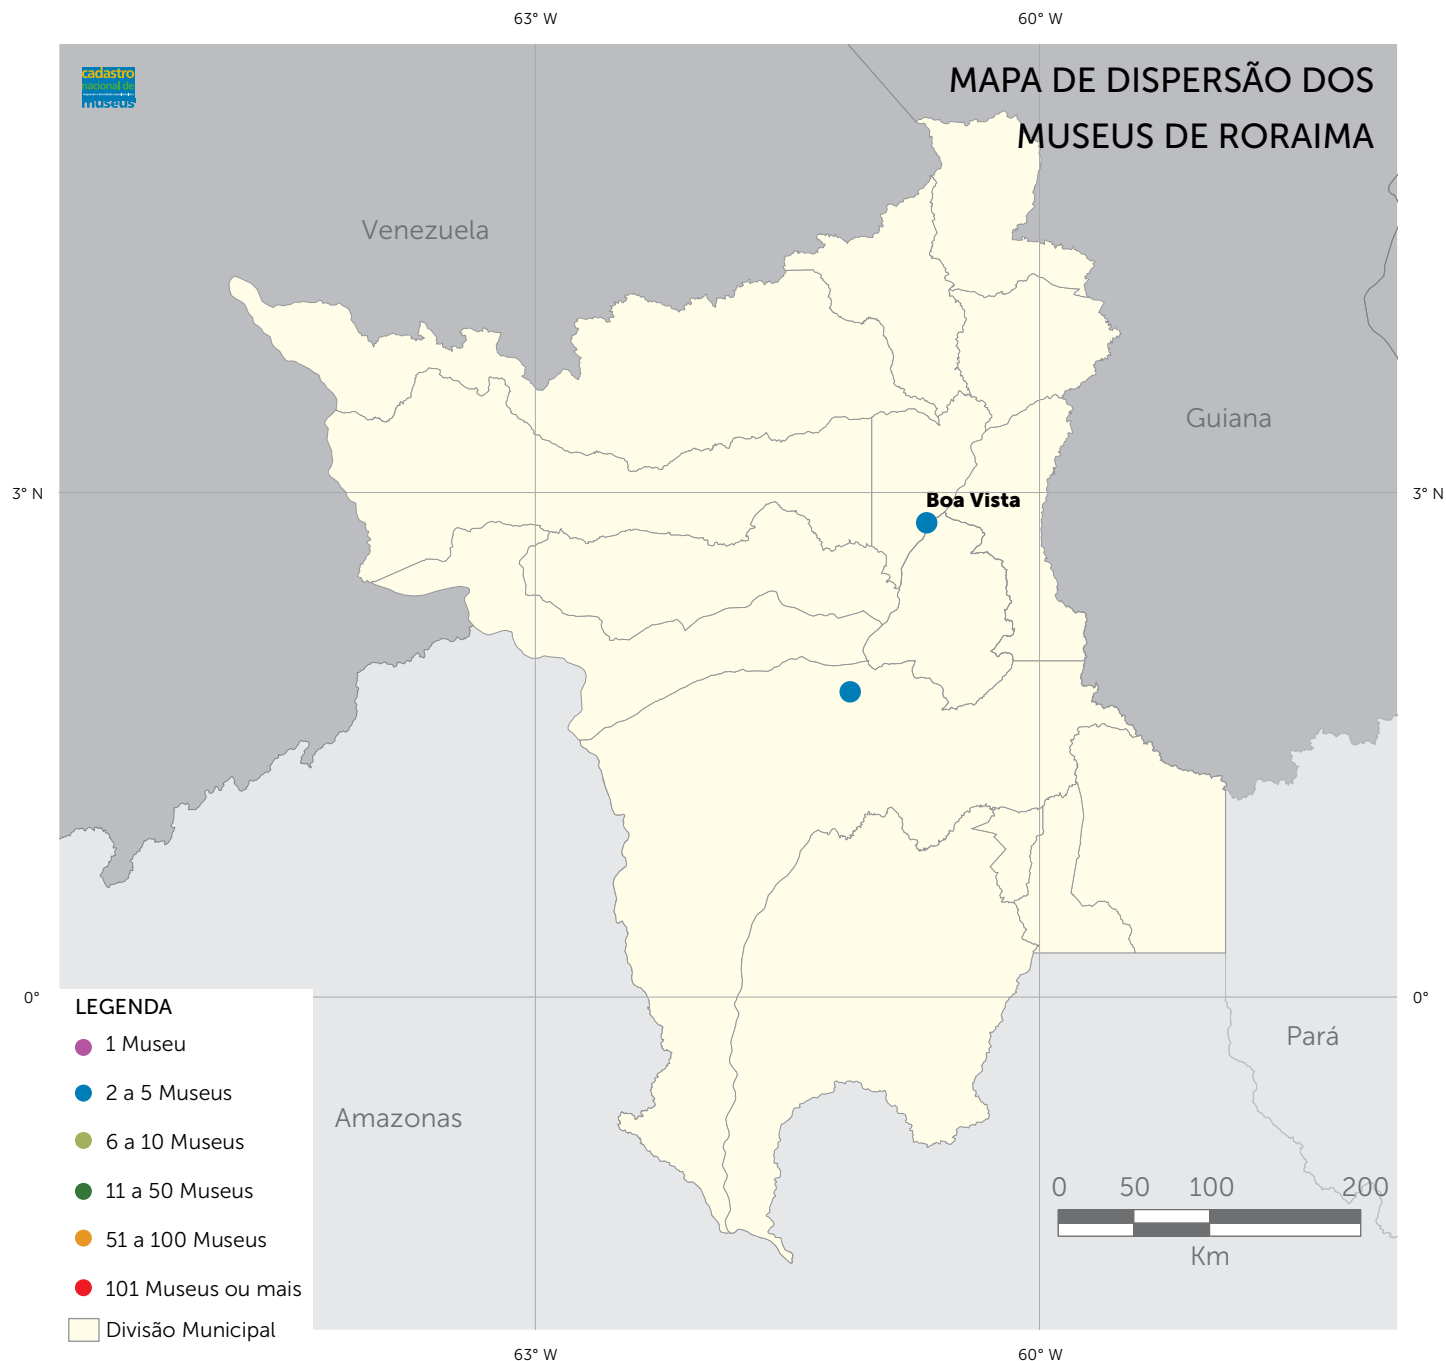 63° W
60° W
cadastro
nacional de
museus
MAPA DE DISPERSÃO DOS
MUSEUS DE RORAIMA
Venezuela
Guiana
3° N
3° N
Boa Vista
0°
0°
LEGENDA
1 Museu
2 a 5 Museus
6 a 10 Museus
11 a 50 Museus
51 a 100 Museus
101 Museus ou mais
Divisão Municipal
Amazonas
Pará
0 50 100 200
Km
63° W
60° W